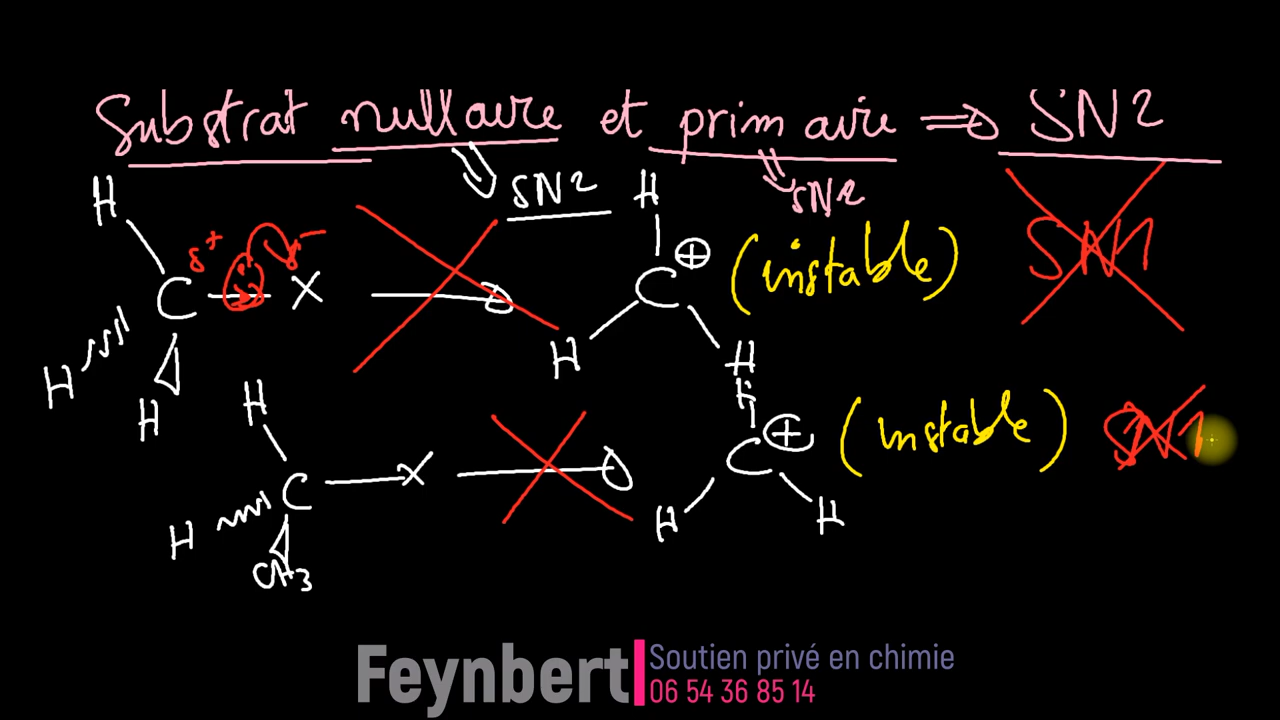 Substrat nullaire et primaire => SN2
SN2 SN2
H δ+ δ- C X H H
H C ⊕ H H (instable) SN1
H C X H CH3
H C ⊕ H H (instable) SN1
Feynbert
Soutien privé en chimie
06 54 36 85 14